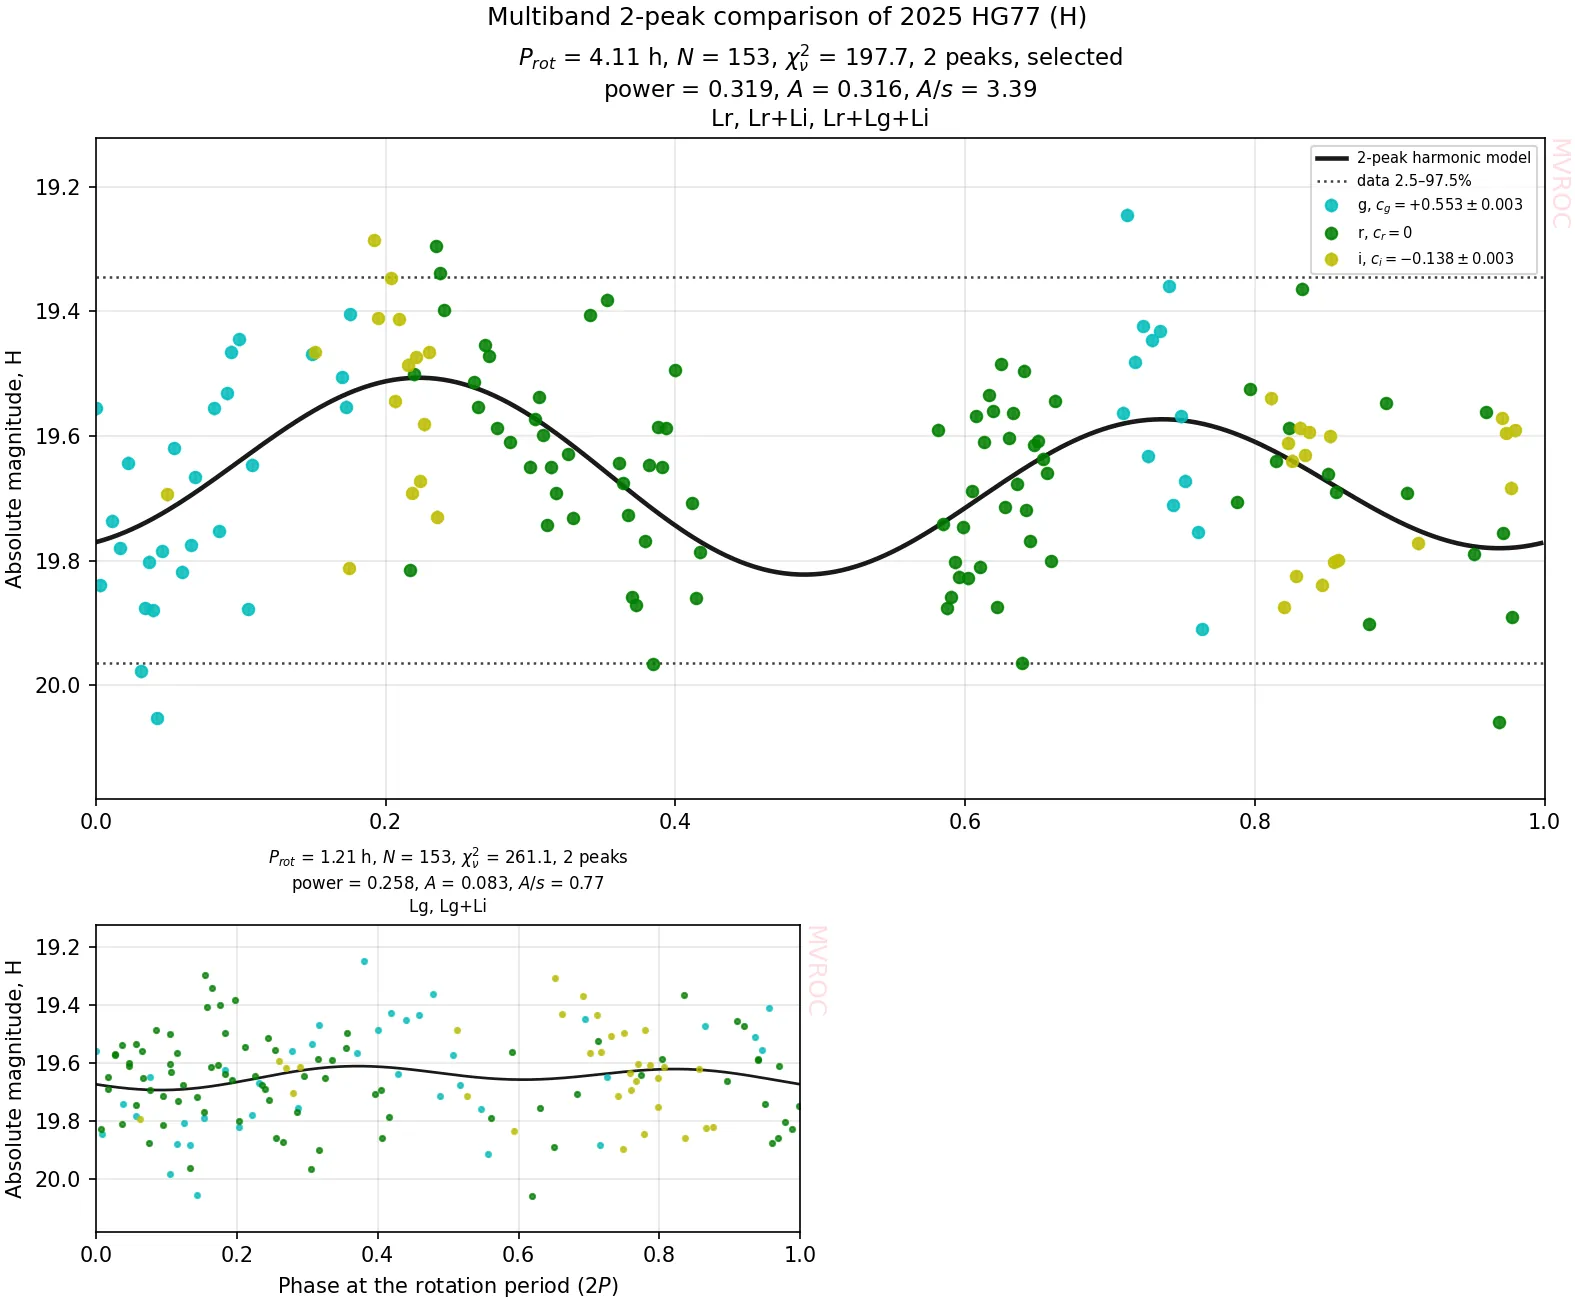 Multiband 2-peak comparison of 2025 HG77 (H)
P_rot = 4.11 h, N = 153, χ²_ν = 197.7, 2 peaks, selected
power = 0.319, A = 0.316, A/s = 3.39
Lr, Lr+Li, Lr+Lg+Li
2-peak harmonic model
data 2.5–97.5%
g, c_g = +0.553 ± 0.003
r, c_r = 0
i, c_i = −0.138 ± 0.003
MVROC
Absolute magnitude, H
19.2
19.4
19.6
19.8
20.0
0.0 0.2 0.4 0.6 0.8 1.0
P_rot = 1.21 h, N = 153, χ²_ν = 261.1, 2 peaks
power = 0.258, A = 0.083, A/s = 0.77
Lg, Lg+Li
MVROC
Absolute magnitude, H
19.2
19.4
19.6
19.8
20.0
0.0 0.2 0.4 0.6 0.8 1.0
Phase at the rotation period (2P)